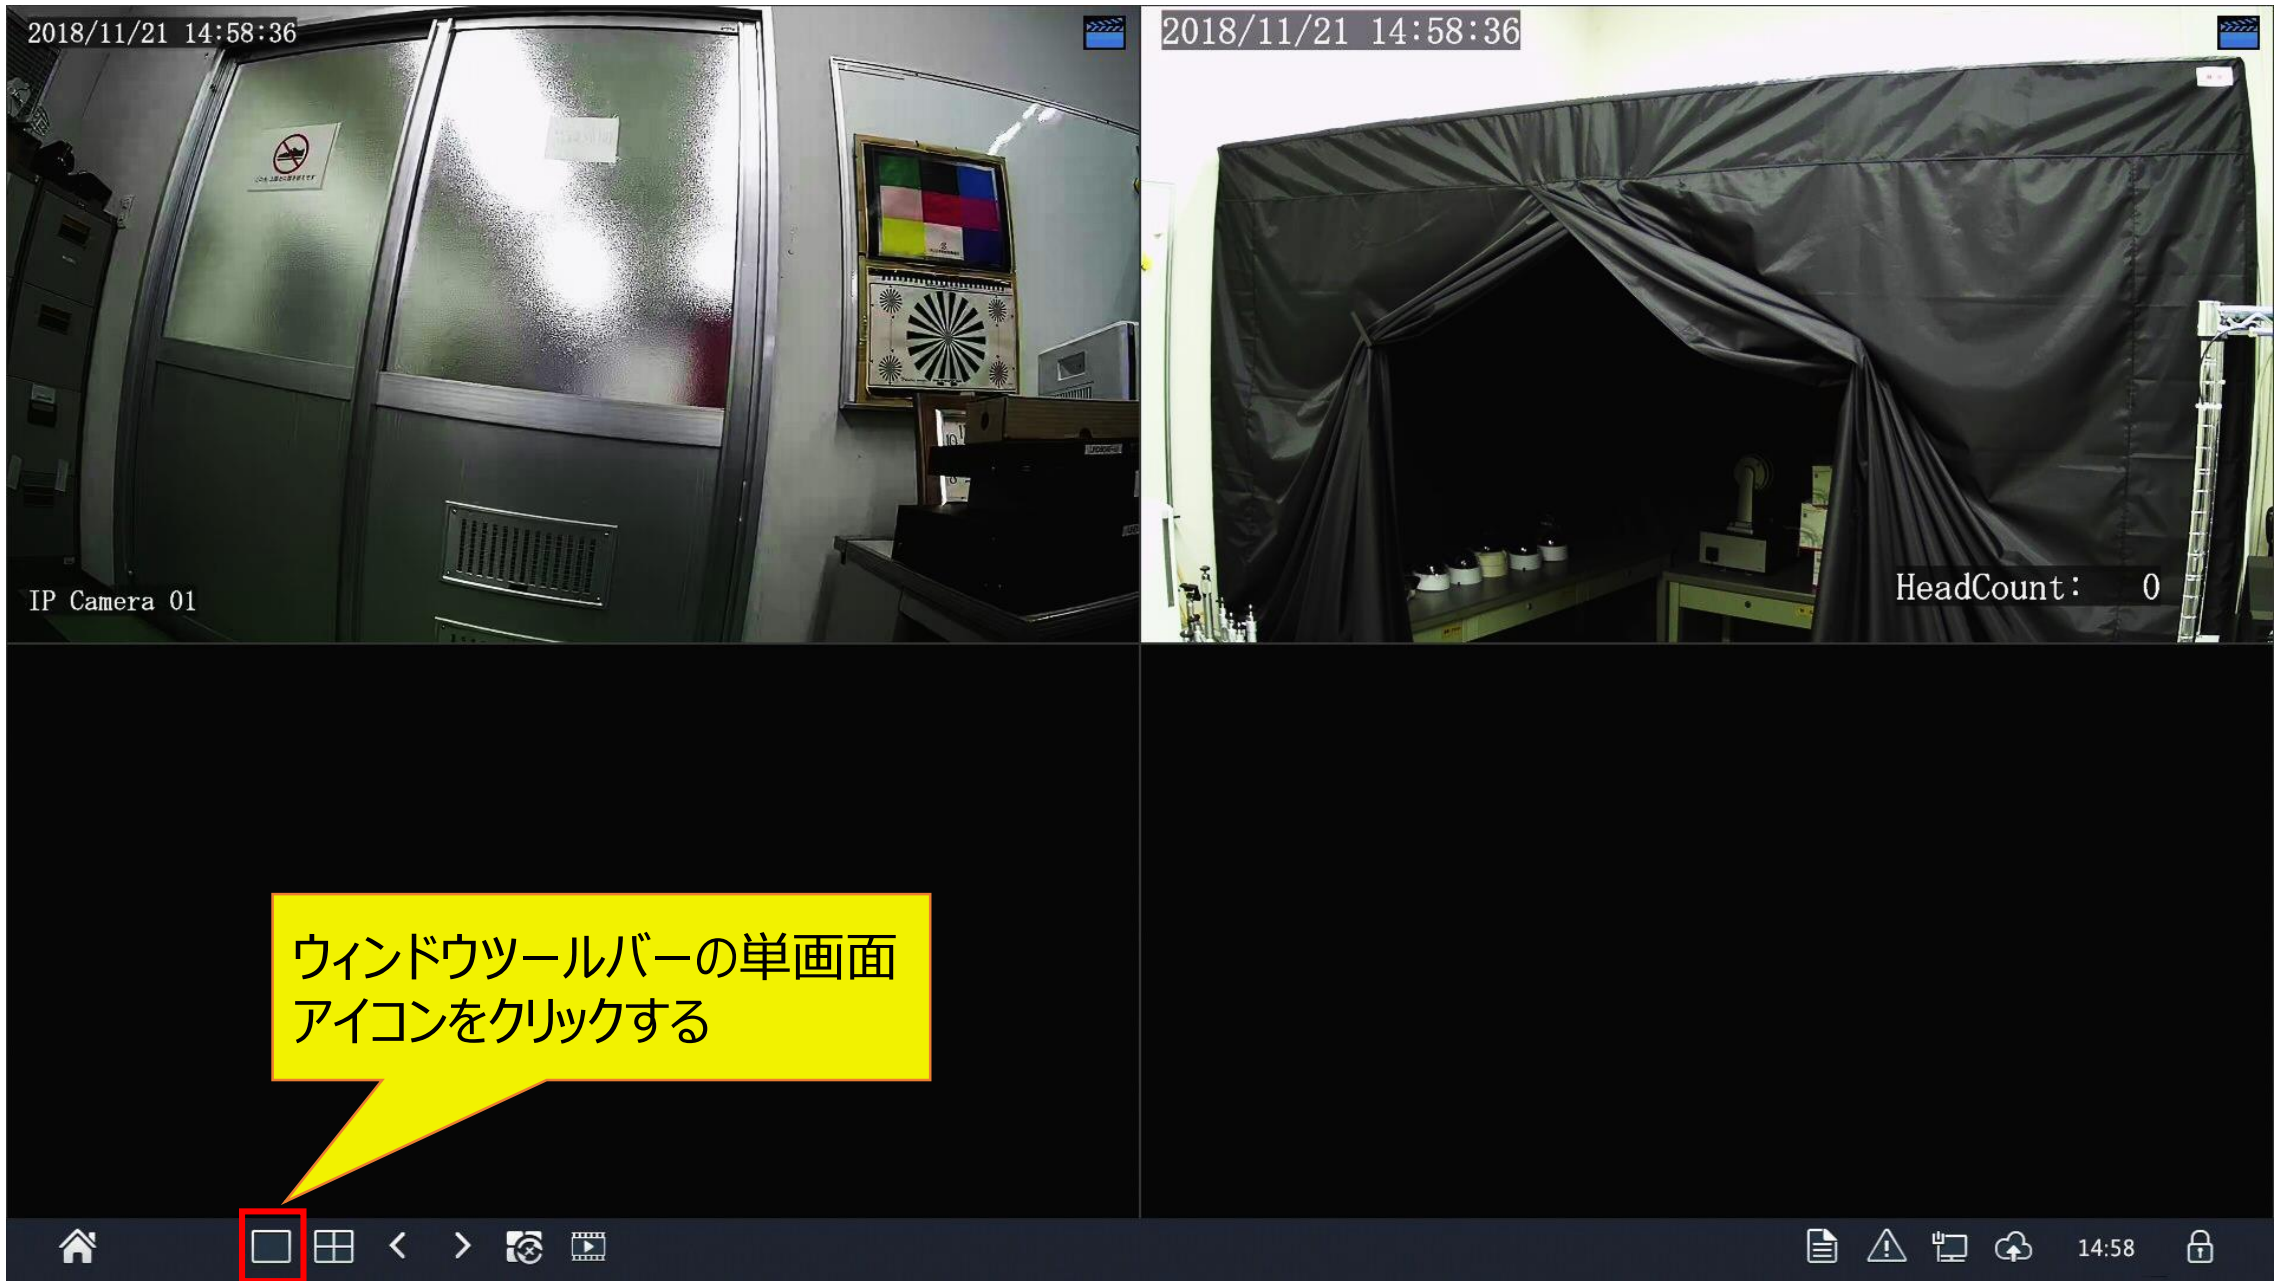 2018/11/21 14:58:36
2018/11/21 14:58:36
IP Camera 01
HeadCount: 0
ウィンドウツールバーの単画面
アイコンをクリックする
14:58